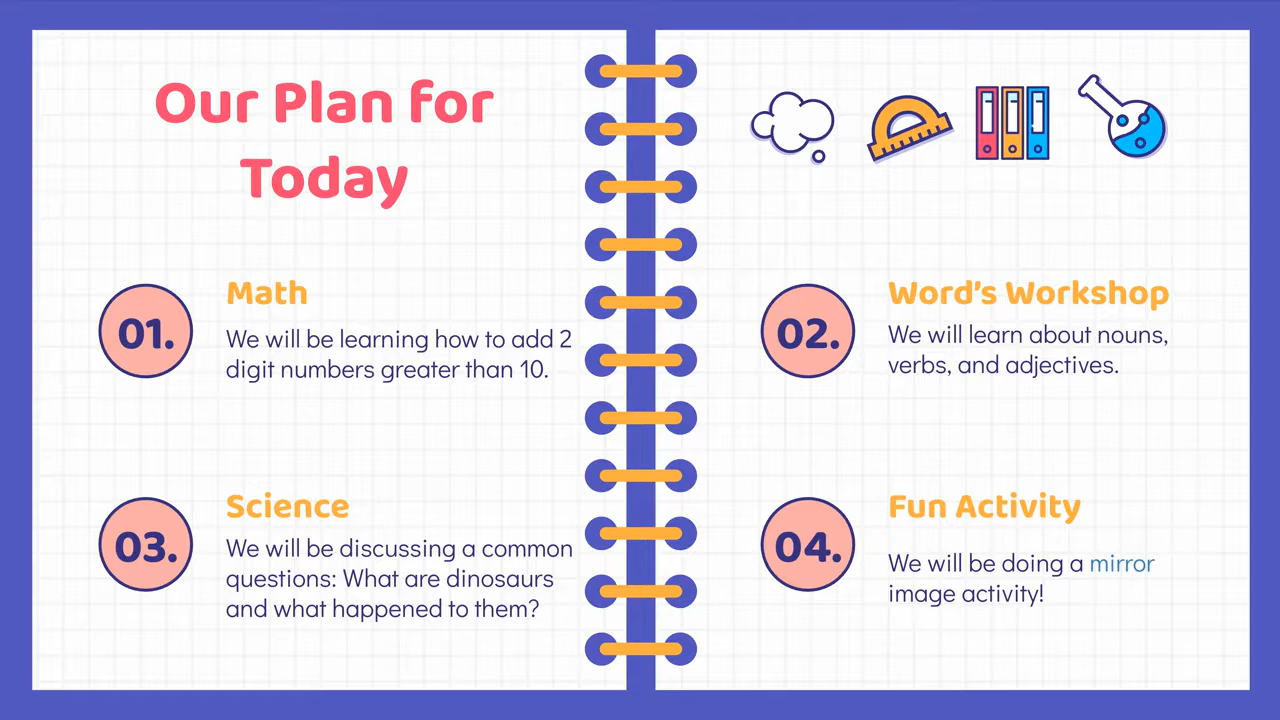 Our Plan for
Today
01.
Math
We will be learning how to add 2
digit numbers greater than 10.
02.
Word's Workshop
We will learn about nouns,
verbs, and adjectives.
03.
Science
We will be discussing a common
questions: What are dinosaurs
and what happened to them?
04.
Fun Activity
We will be doing a mirror
image activity!